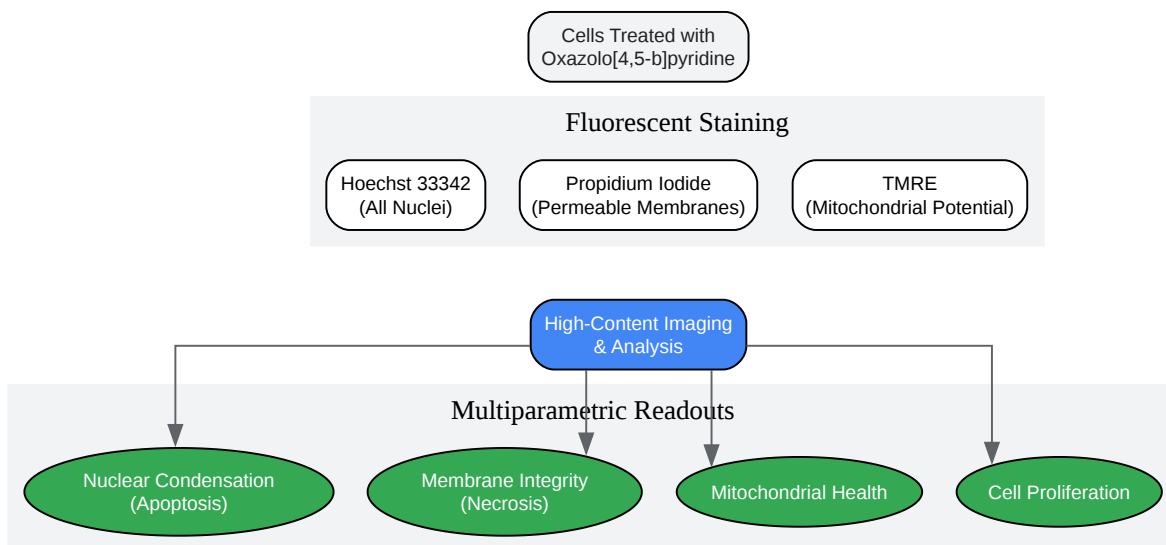 Cells Treated with
Oxazolo[4,5-b]pyridine
Fluorescent Staining
Hoechst 33342
(All Nuclei)
Propidium Iodide
(Permeable Membranes)
TMRE
(Mitochondrial Potential)
High-Content Imaging
& Analysis
Multiparametric Readouts
Nuclear Condensation
(Apoptosis)
Membrane Integrity
(Necrosis)
Mitochondrial Health
Cell Proliferation